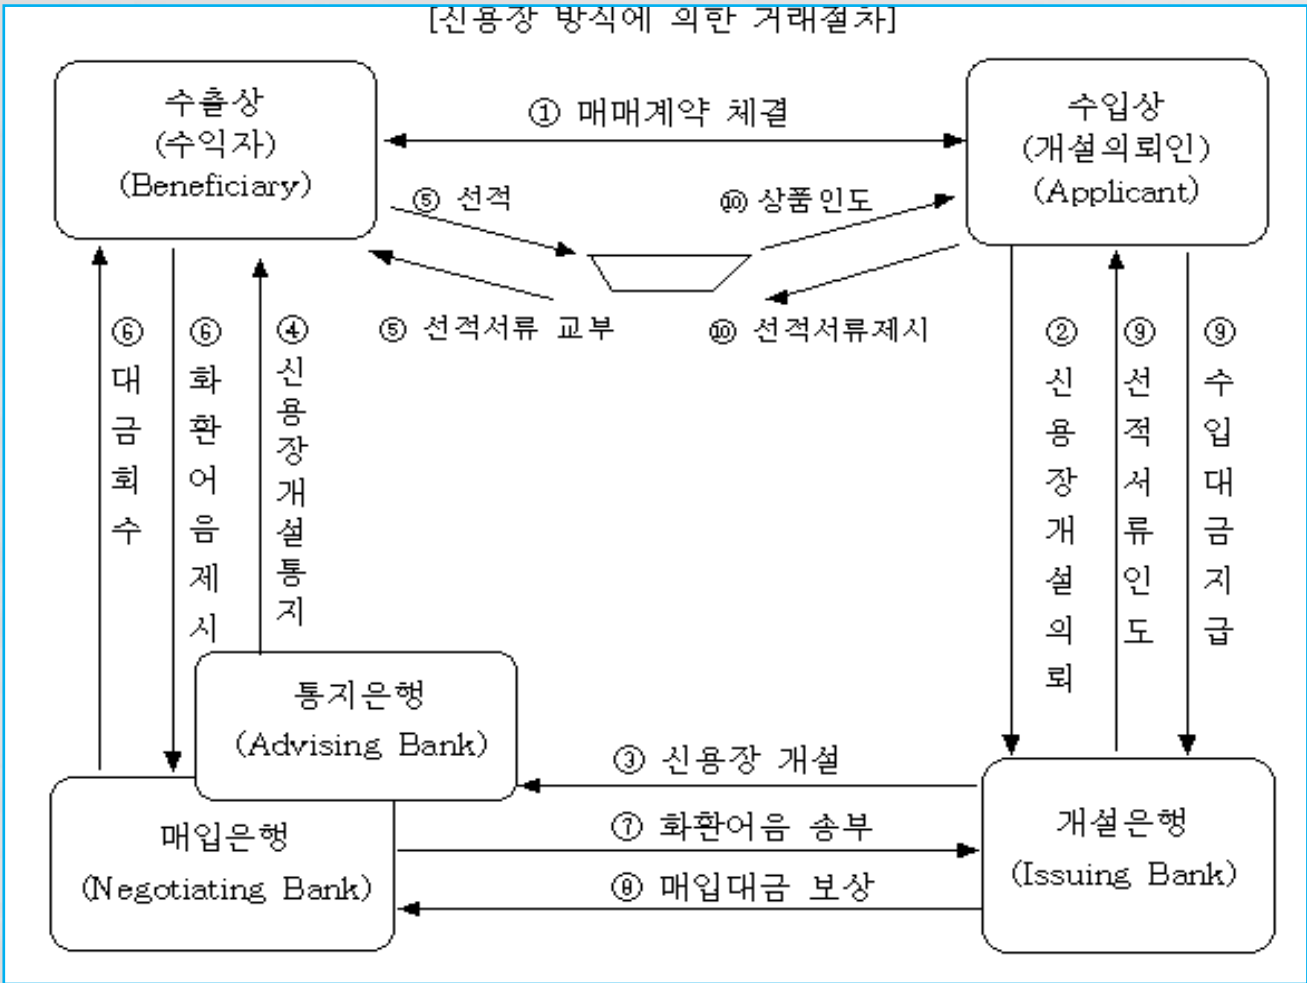 [신용장 방식에 의한 거래절차]
수출상
(수익자)
(Beneficiary)
① 매매계약 체결
수입상
(개설의뢰인)
(Applicant)
⑤ 선적
⑩ 상품인도
⑤ 선적서류 교부
⑩ 선적서류제시
⑥ 대금회수
⑥ 화환어음제시
④ 신용장개설통지
② 신용장개설의뢰
⑨ 선적서류인도
⑨ 수입대금지급
통지은행
(Advising Bank)
③ 신용장 개설
매입은행
(Negotiating Bank)
⑦ 화환어음 송부
⑧ 매입대금 보상
개설은행
(Issuing Bank)